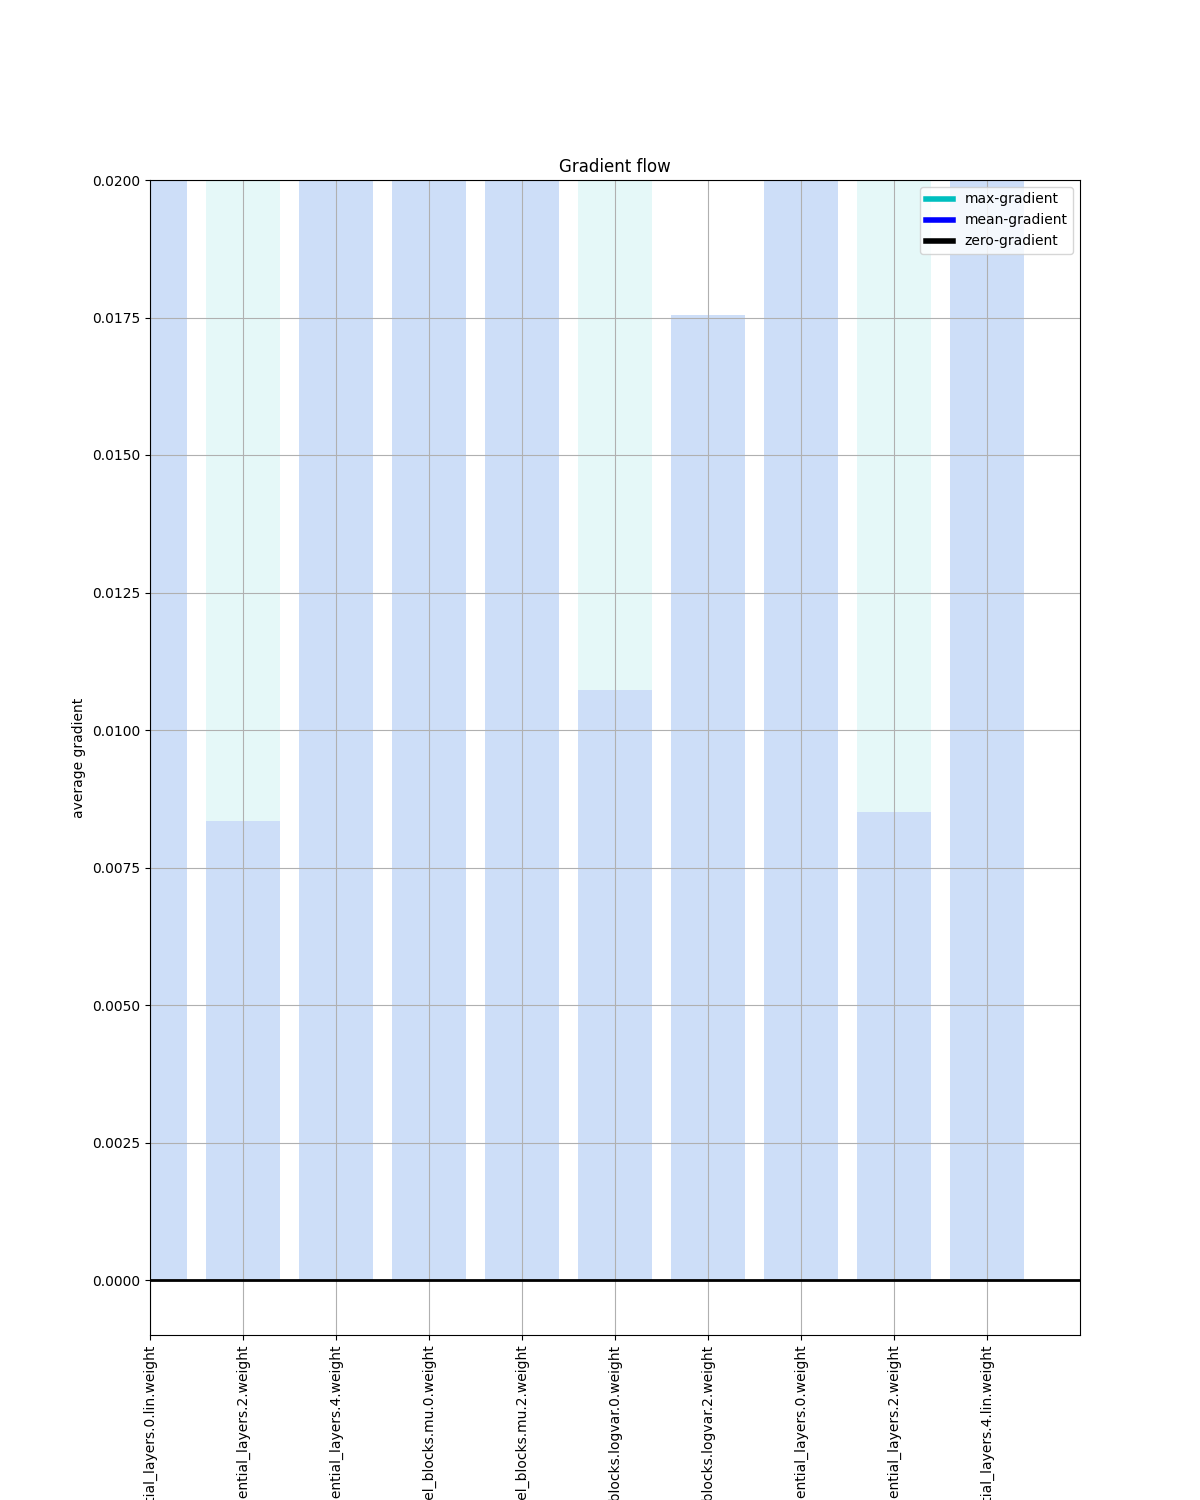 Gradient flow
max-gradient
mean-gradient
zero-gradient
0.0200
0.0175
0.0150
0.0125
0.0100
0.0075
0.0050
0.0025
0.0000
average gradient
tial_layers.0.lin.weight
ential_layers.2.weight
ential_layers.4.weight
el_blocks.mu.0.weight
el_blocks.mu.2.weight
blocks.logvar.0.weight
blocks.logvar.2.weight
ential_layers.0.weight
ential_layers.2.weight
tial_layers.4.lin.weight